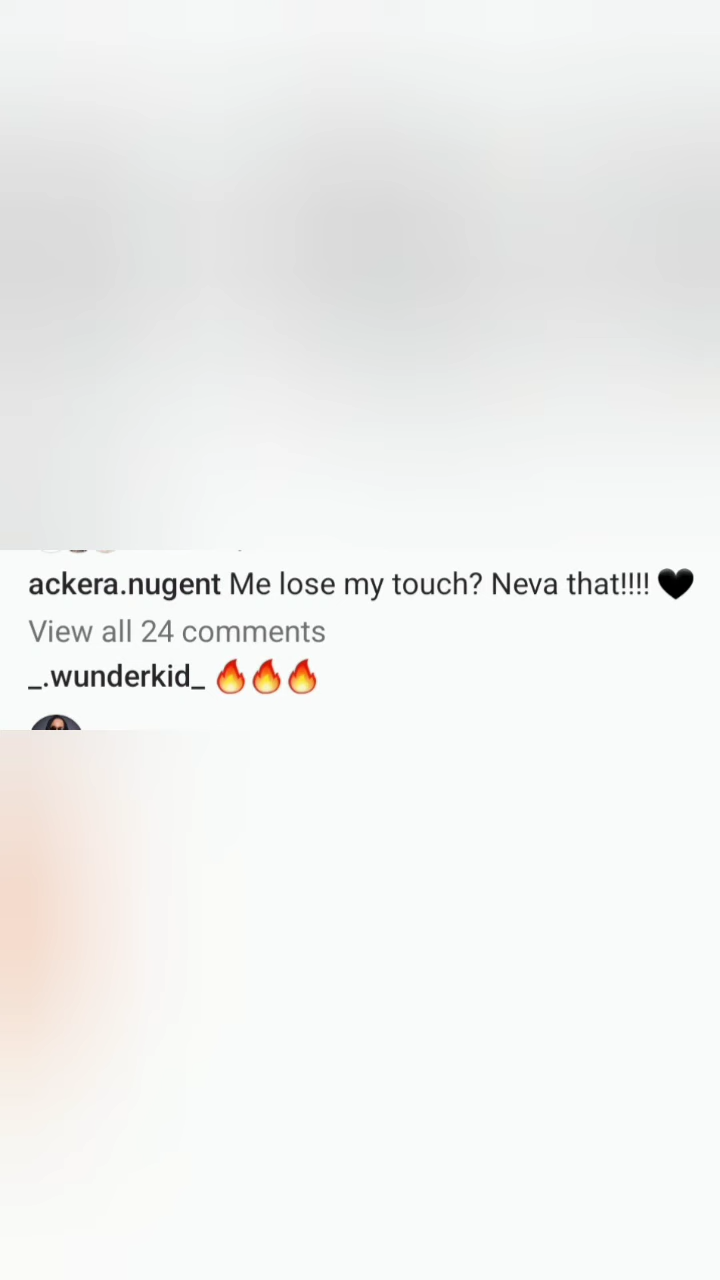 ackera.nugent Me lose my touch? Neva that!!!! 🖤
View all 24 comments
_.wunderkid_ 🔥🔥🔥